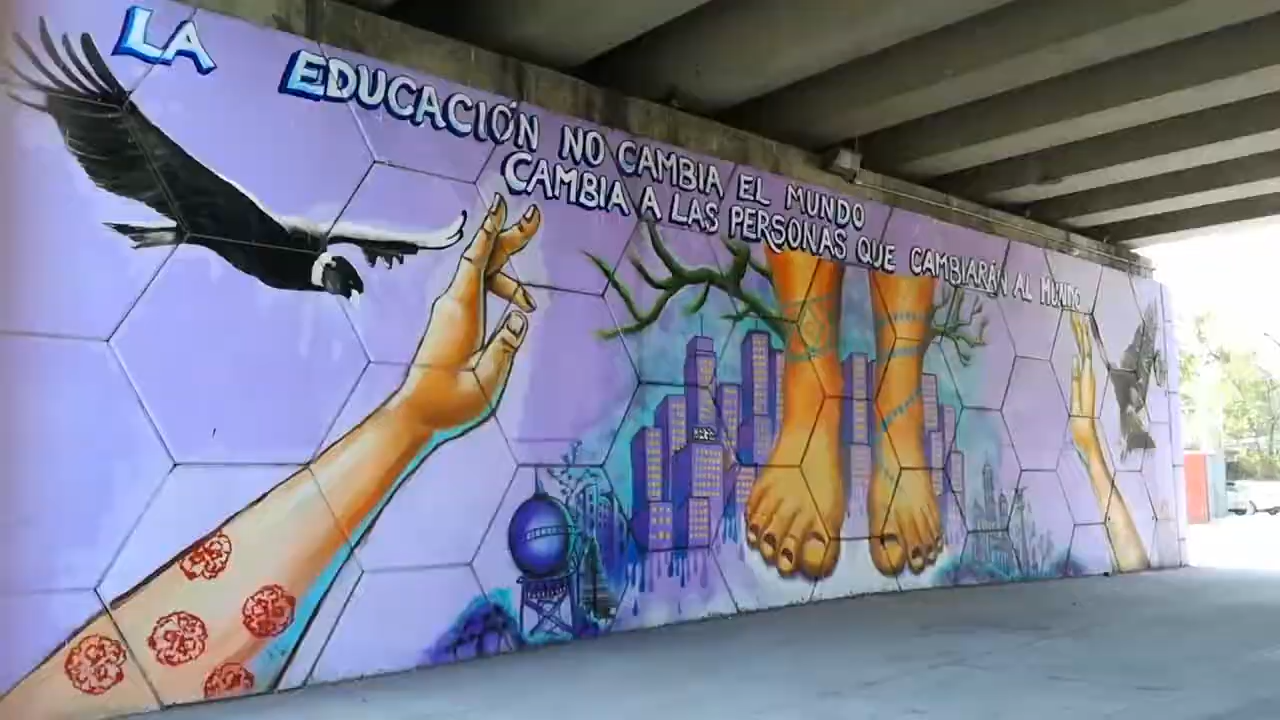 LA EDUCACIÓN NO CAMBIA EL MUNDO
CAMBIA A LAS PERSONAS QUE CAMBIARÁN AL MUNDO